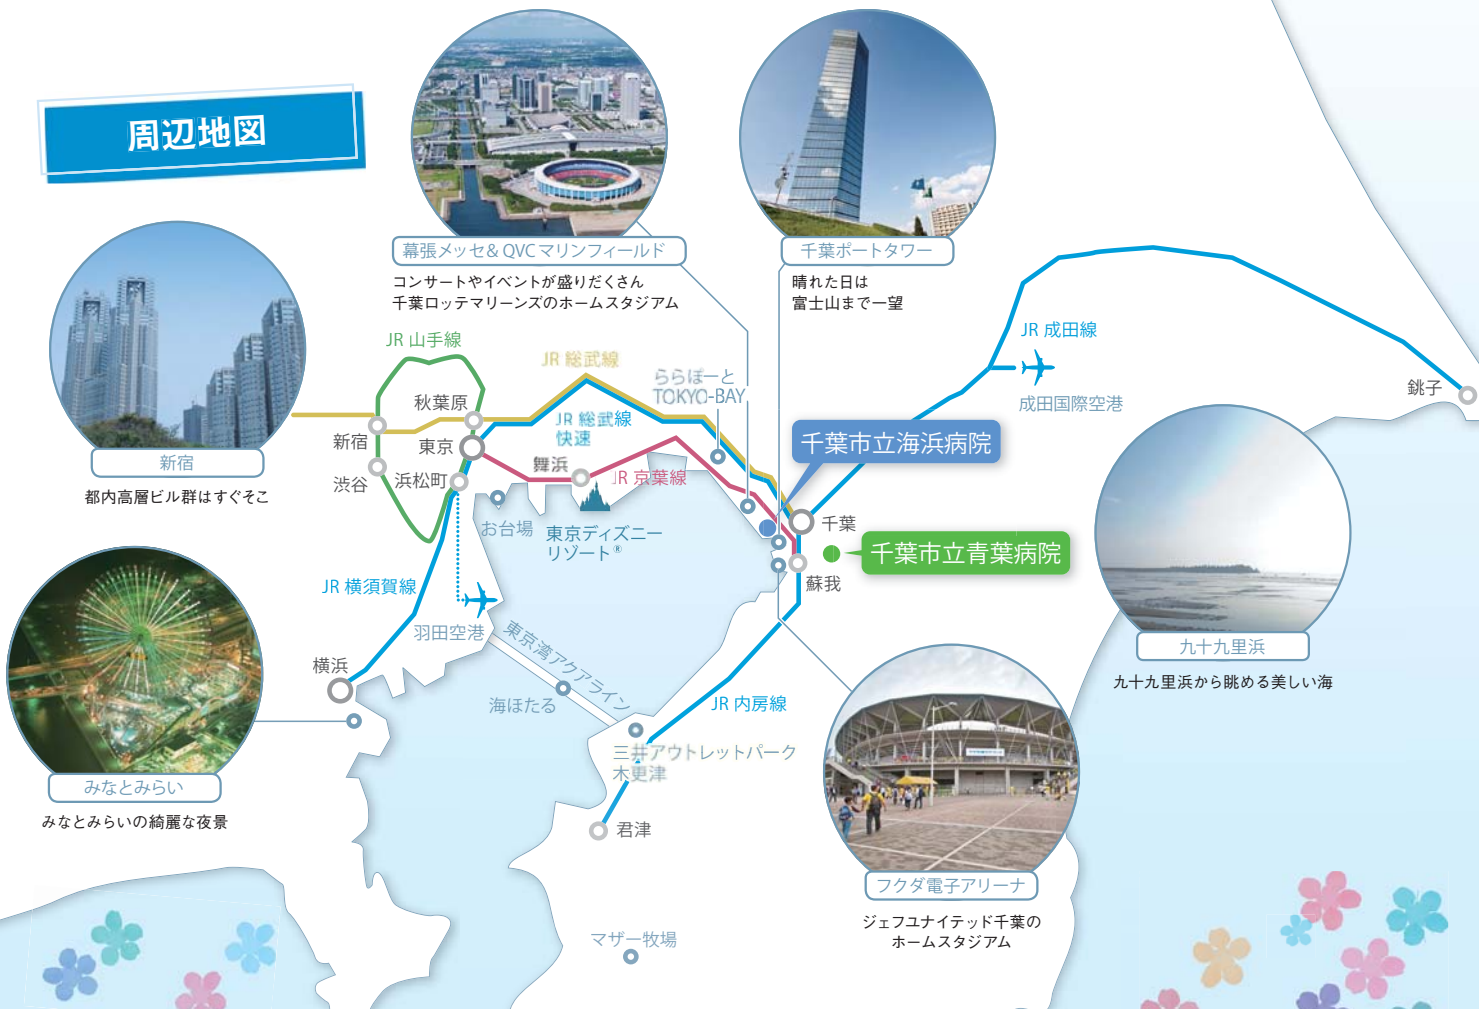 周辺地図
幕張メッセ& QVCマリンフィールド
コンサートやイベントが盛りだくさん
千葉ロッテマリーンズのホームスタジアム
千葉ポートタワー
晴れた日は
富士山まで一望
新宿
都内高層ビル群はすぐそこ
JR 山手線
JR 総武線
ららぽーと
TOKYO-BAY
JR 成田線
成田国際空港
銚子
秋葉原
新宿
東京
JR 総武線
快速
千葉市立海浜病院
渋谷
浜松町
舞浜
JR 京葉線
お台場
東京ディズニー
リゾート®
千葉
千葉市立青葉病院
蘇我
JR 横須賀線
羽田空港
東京湾アクアライン
横浜
海ほたる
JR 内房線
九十九里浜
九十九里浜から眺める美しい海
三井アウトレットパーク
木更津
みなとみらい
みなとみらいの綺麗な夜景
君津
フクダ電子アリーナ
ジェフユナイテッド千葉の
ホームスタジアム
マザー牧場